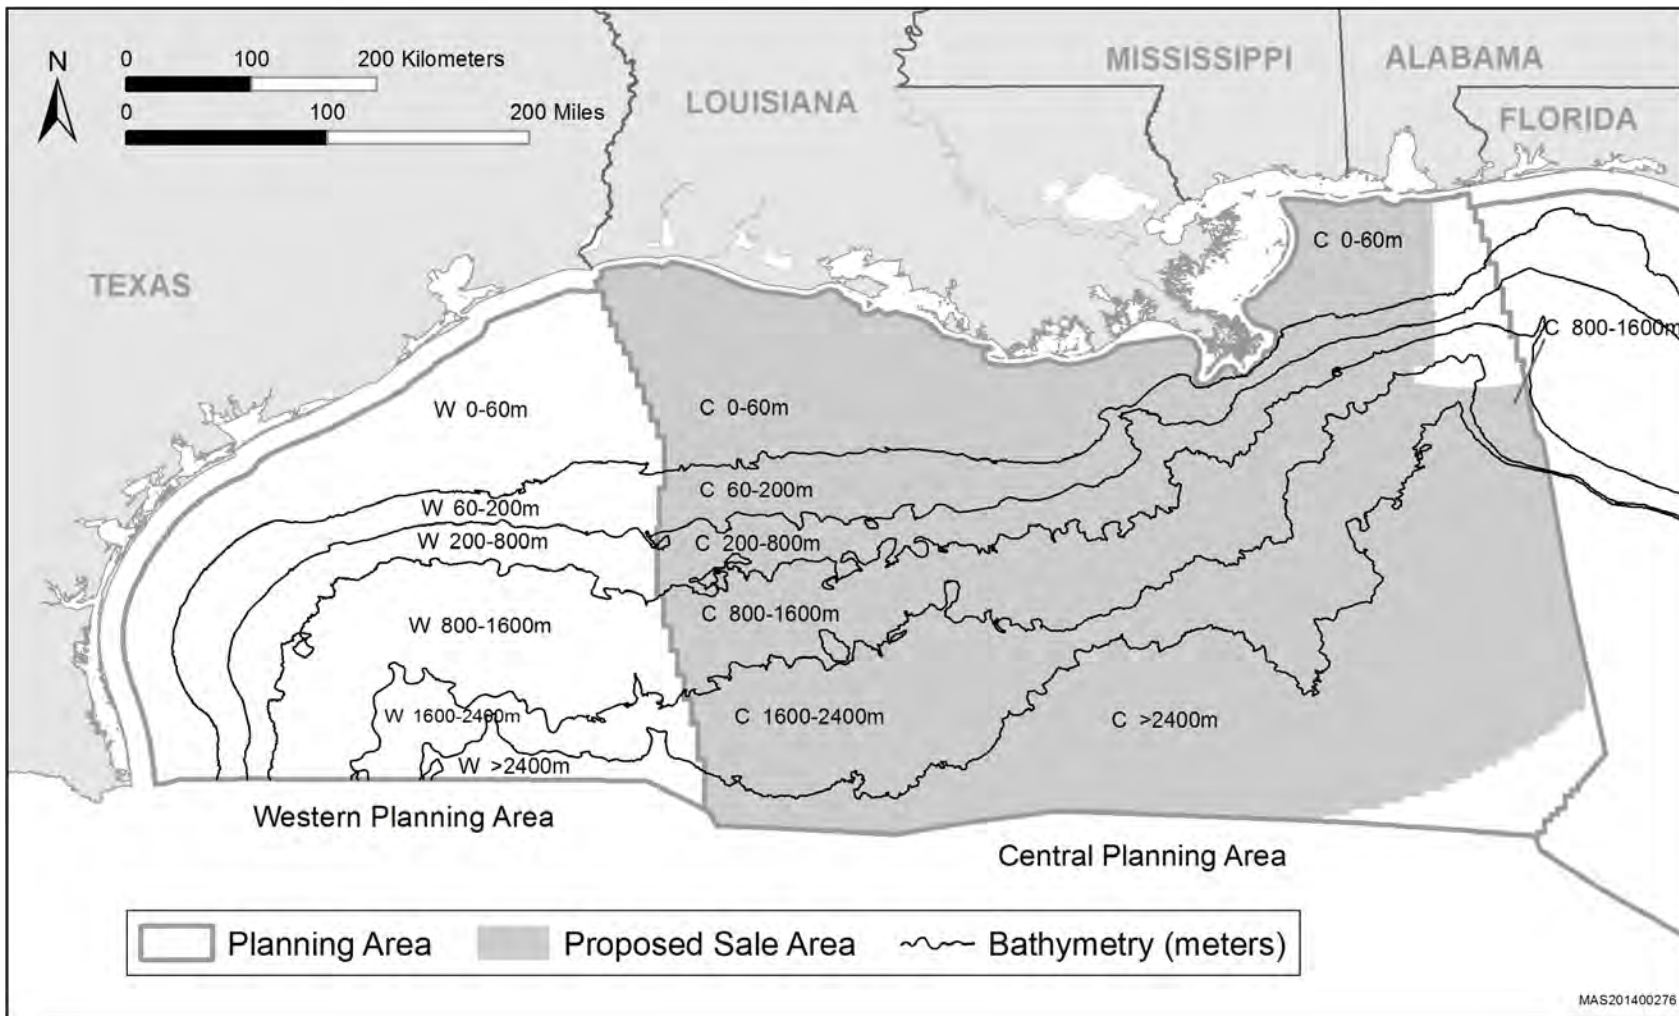 N
0 100 200 Kilometers
0 100 200 Miles
MISSISSIPPI
ALABAMA
LOUISIANA
FLORIDA
TEXAS
C 0-60m
C 800-1600m
W 0-60m
C 0-60m
W 60-200m
C 60-200m
W 200-800m
C 200-800m
W 800-1600m
C 800-1600m
W 1600-2400m
C 1600-2400m
C >2400m
W >2400m
Western Planning Area
Central Planning Area
Planning Area
Proposed Sale Area
Bathymetry (meters)
MAS201400276